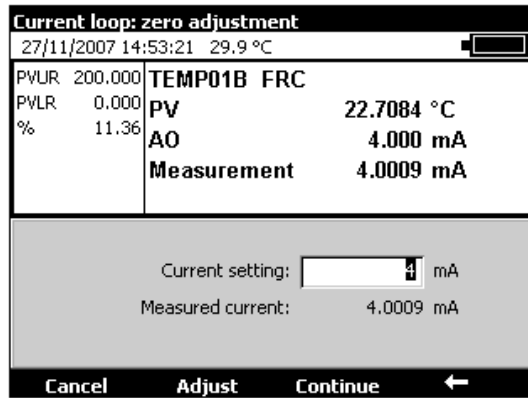 Current loop: zero adjustment
27/11/2007 14:53:21 29.9 °C
PVUR 200.000
PVLR 0.000
% 11.36
TEMP01B FRC
PV 22.7084 °C
AO 4.000 mA
Measurement 4.0009 mA
Current setting: 4 mA
Measured current: 4.0009 mA
Cancel Adjust Continue ←